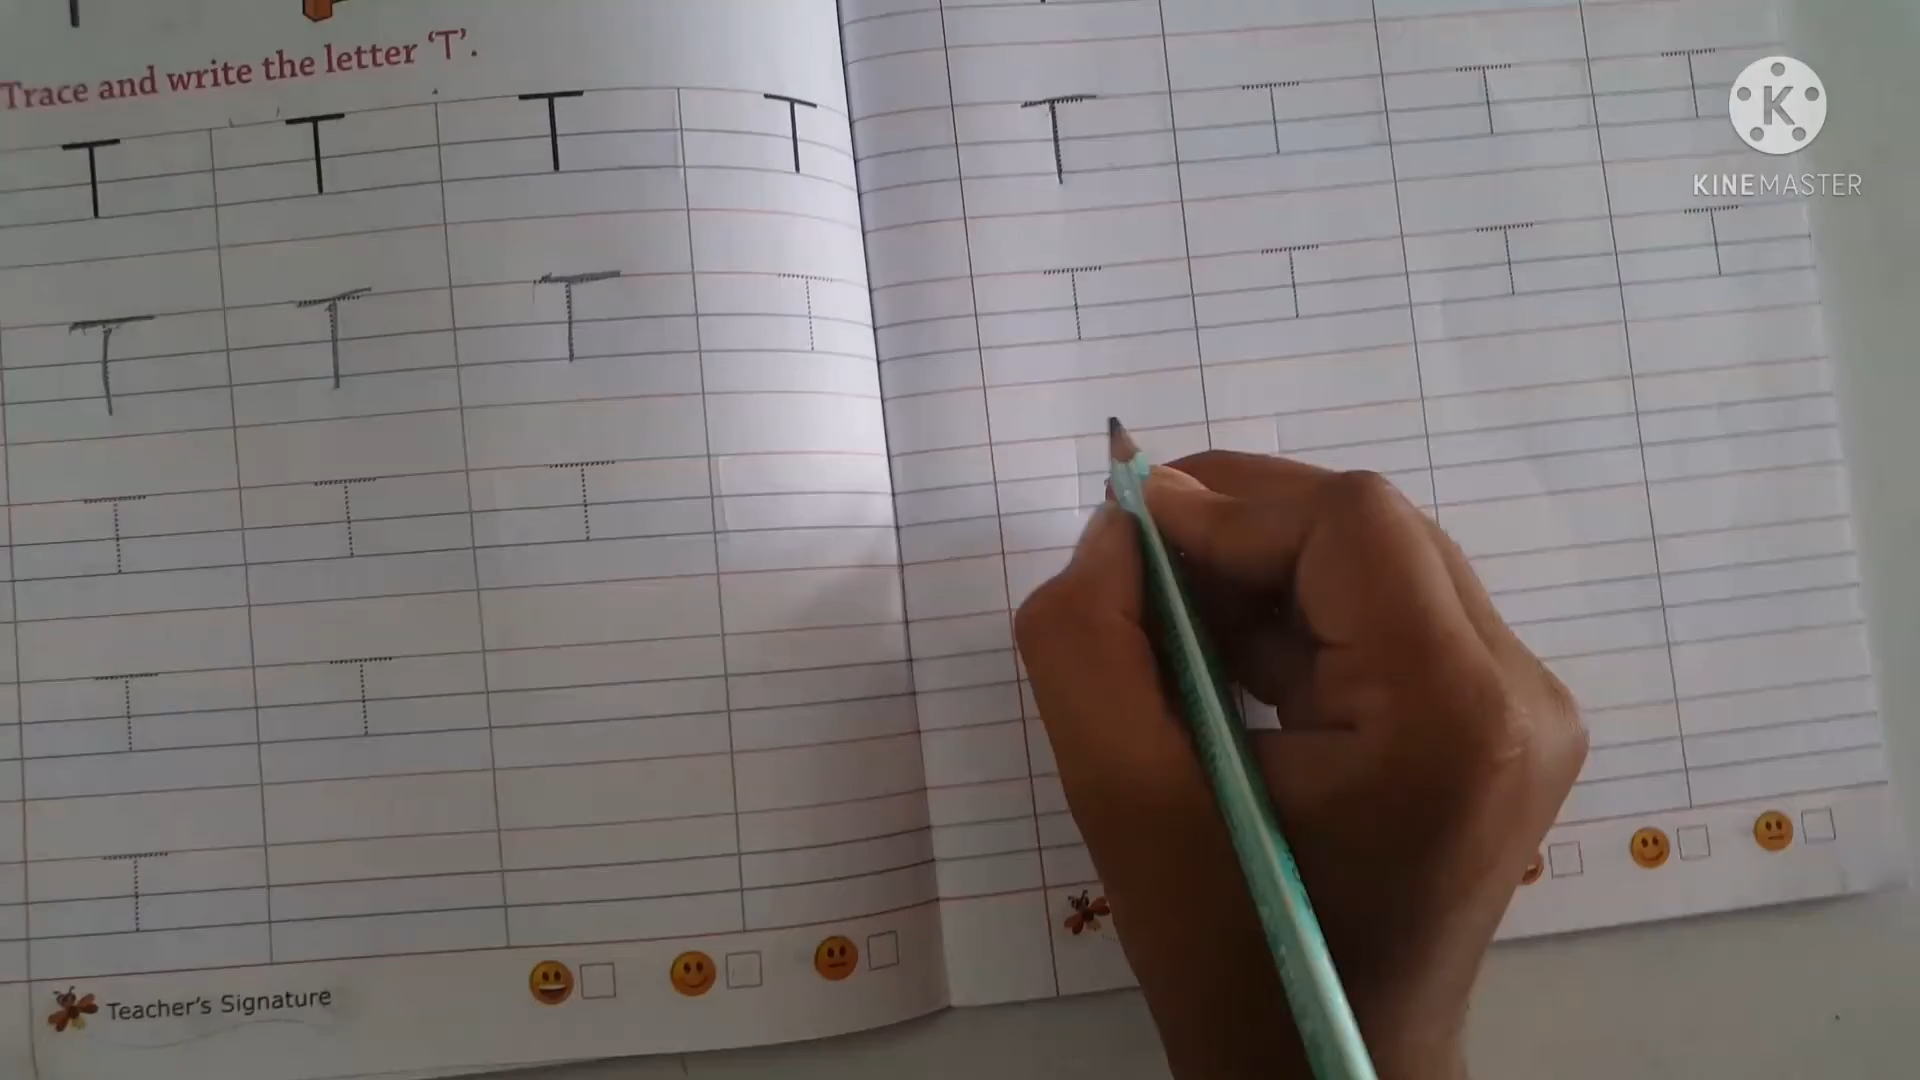 Trace and write the letter ‘T’.
T T T T
T T T T
T T T
T T
T
Teacher's Signature
T T T T
T T T T
KINEMASTER